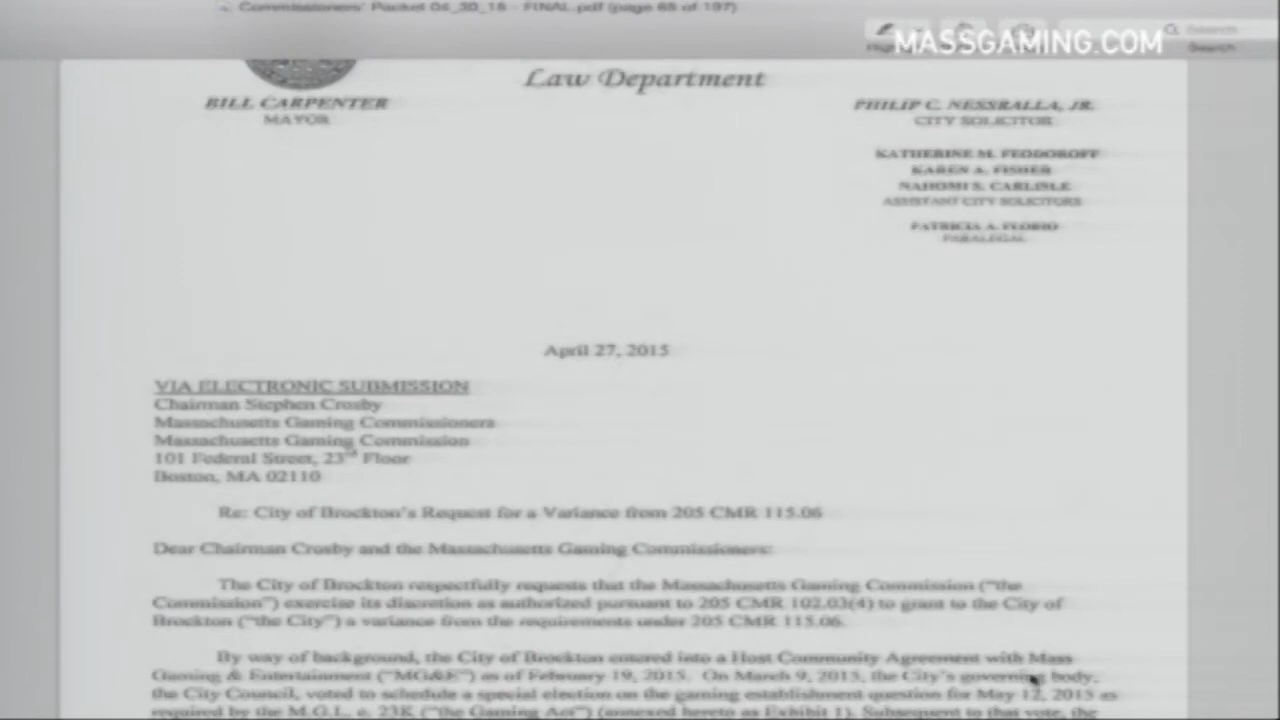 Commissioners' Packet 04_30_15 - FINAL.pdf (page 65 of 197)
MASSGAMING.COM
Search
Search
Law Department
BILL CARPENTER
MAYOR
PHILIP C. NESSRALLA, JR.
CITY SOLICITOR
KATHERINE M. FEODOROFF
KAREN A. FISHER
NAHOMI S. CARLISLE
ASSISTANT CITY SOLICITORS
PATRICIA A. FLORIO
PARALEGAL
April 27, 2015
VIA ELECTRONIC SUBMISSION
Chairman Stephen Crosby
Massachusetts Gaming Commissioners
Massachusetts Gaming Commission
101 Federal Street, 23rd Floor
Boston, MA 02110
Re: City of Brockton's Request for a Variance from 205 CMR 115.06
Dear Chairman Crosby and the Massachusetts Gaming Commissioners:
The City of Brockton respectfully requests that the Massachusetts Gaming Commission ("the
Commission") exercise its discretion as authorized pursuant to 205 CMR 102.03(4) to grant to the City of
Brockton ("the City") a variance from the requirements under 205 CMR 115.06.
By way of background, the City of Brockton entered into a Host Community Agreement with Mass
Gaming & Entertainment ("MG&E") as of February 19, 2015. On March 9, 2015, the City's governing body,
the City Council, voted to schedule a special election on the gaming establishment question for May 12, 2015 as
required by the M.G.L. c. 23K ("the Gaming Act") (annexed hereto as Exhibit 1). Subsequent to that vote, the